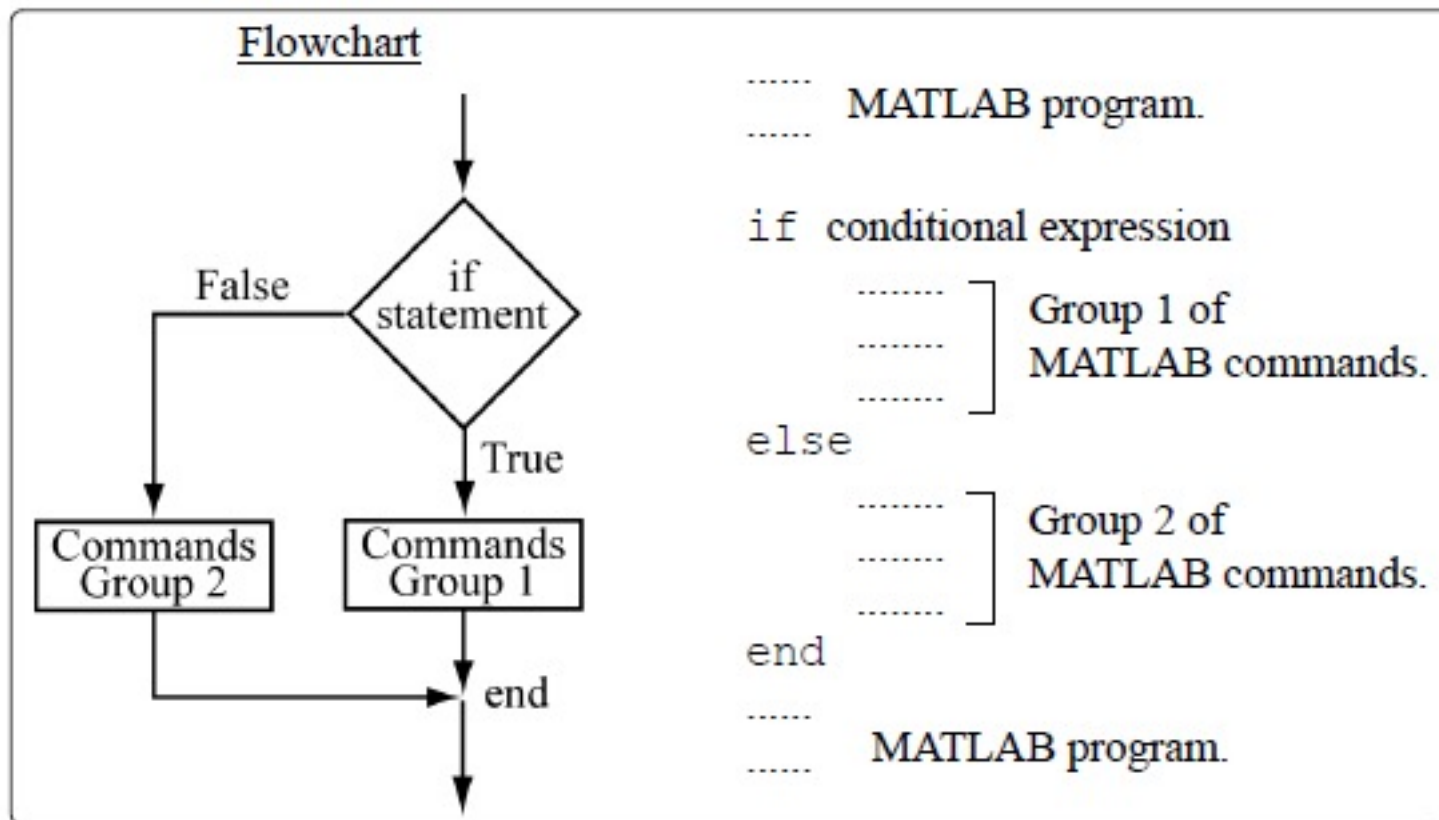 Flowchart
if
statement
False
True
Commands
Group 2
Commands
Group 1
end
MATLAB program.
if conditional expression
Group 1 of
MATLAB commands.
else
Group 2 of
MATLAB commands.
end
MATLAB program.